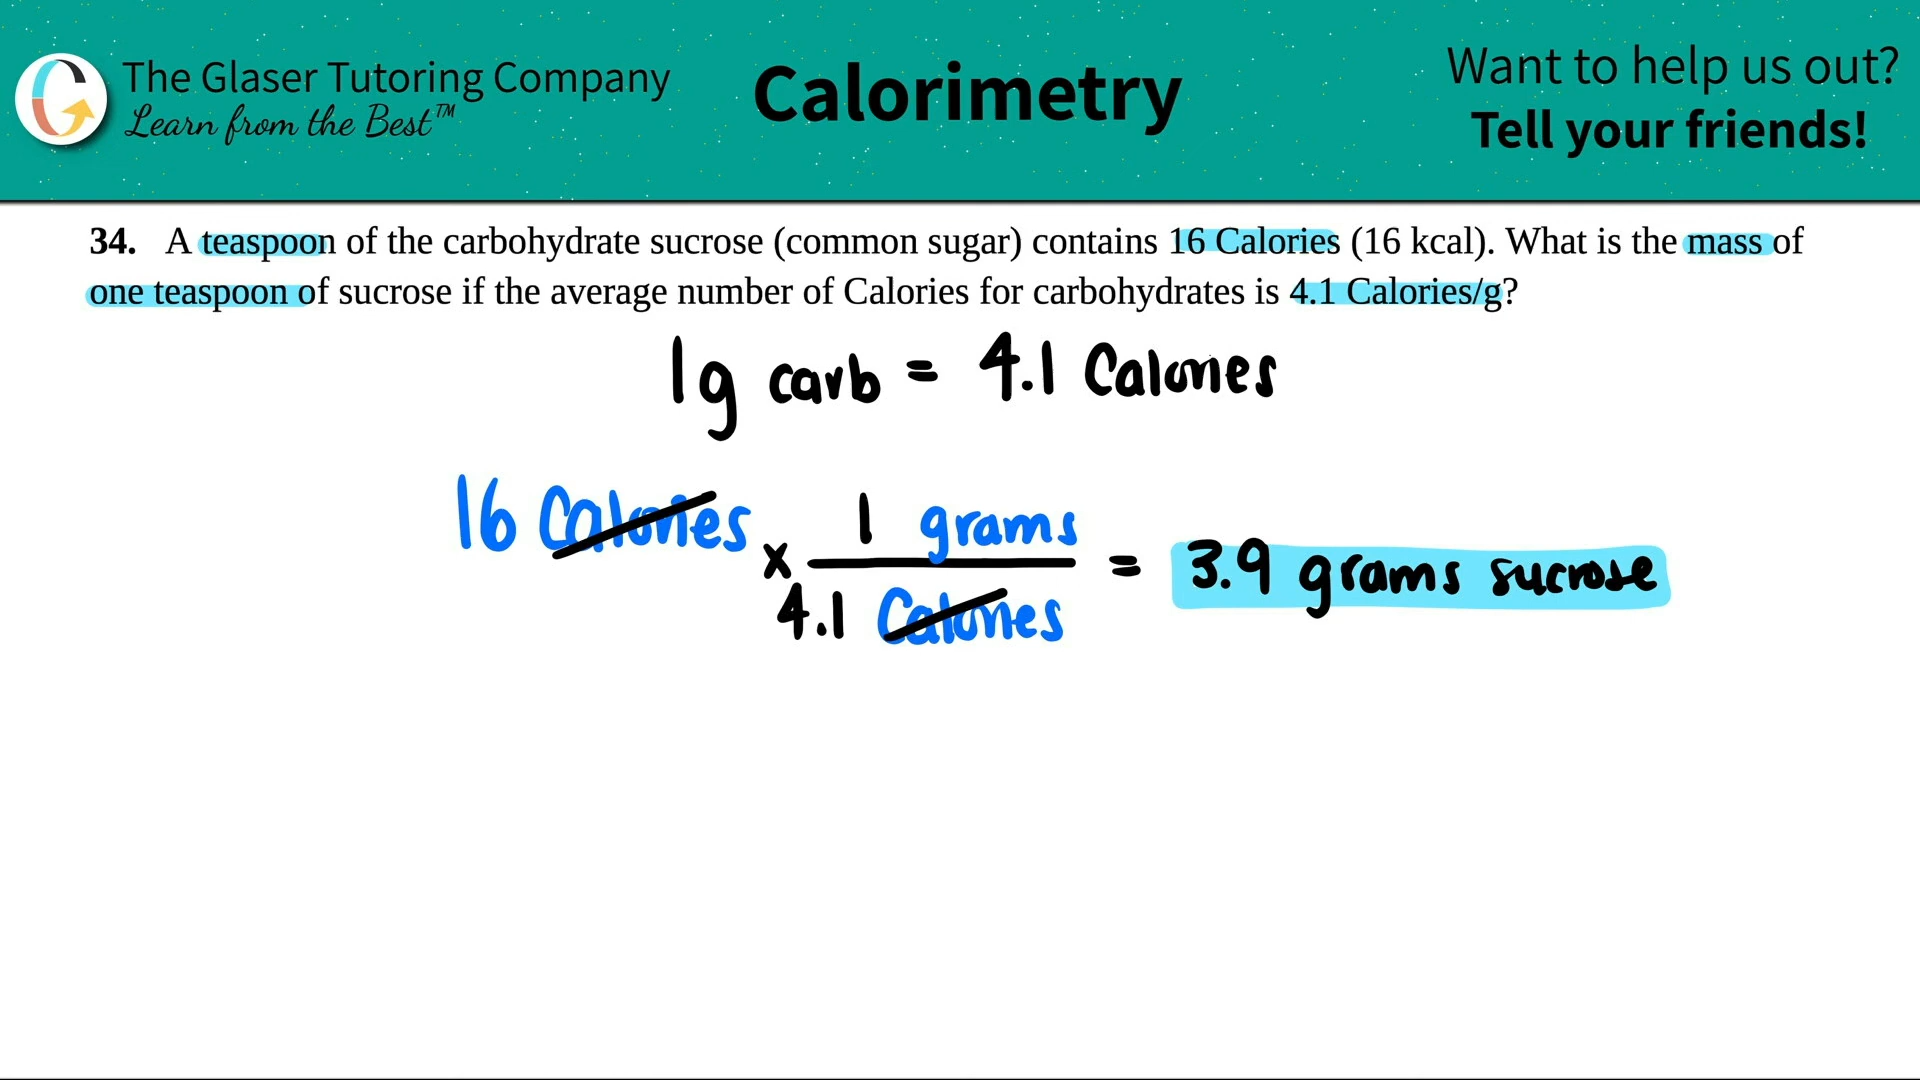 The Glaser Tutoring Company
Learn from the Best™
Calorimetry
Want to help us out?
Tell your friends!
34. A teaspoon of the carbohydrate sucrose (common sugar) contains 16 Calories (16 kcal). What is the mass of
one teaspoon of sucrose if the average number of Calories for carbohydrates is 4.1 Calories/g?
1g carb = 4.1 Calories
16 Calories x 1 grams / 4.1 Calories = 3.9 grams sucrose